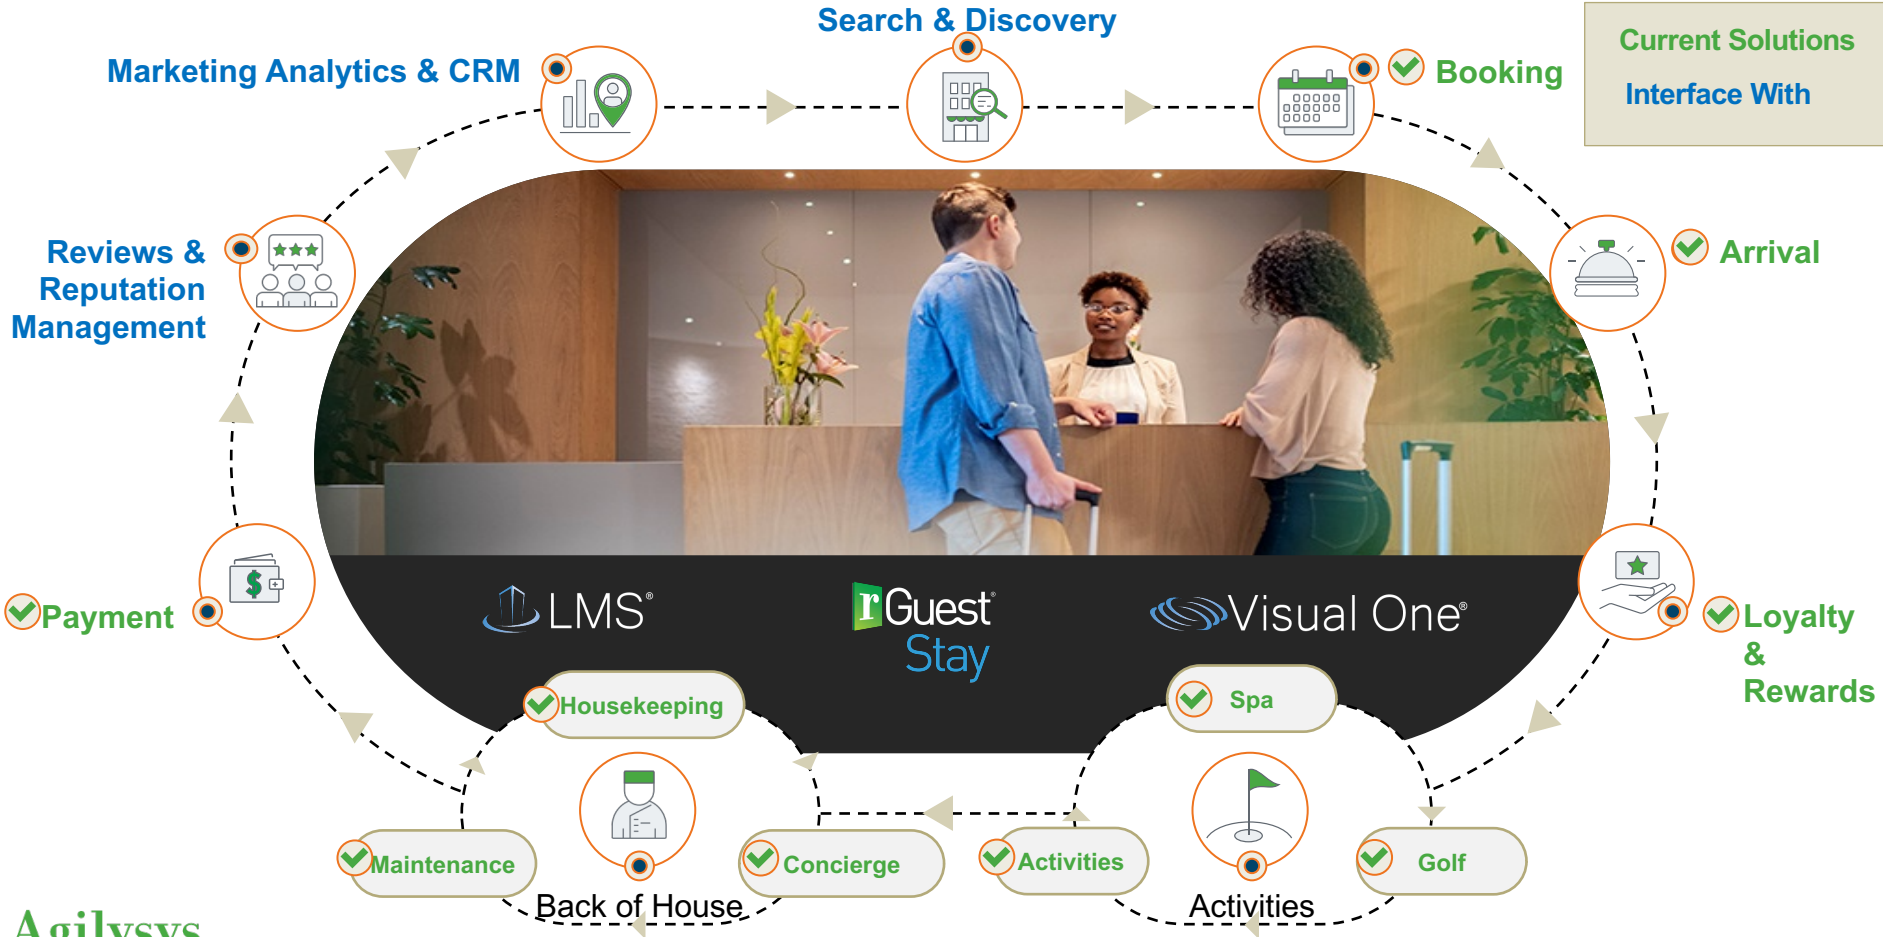 Search & Discovery
Current Solutions
Interface With
Marketing Analytics & CRM
Booking
Reviews &
Reputation
Management
Arrival
Payment
LMS®
rGuest®
Stay
Visual One®
Loyalty
&
Rewards
Housekeeping
Spa
Maintenance
Concierge
Activities
Golf
Back of House
Activities
Agilysys